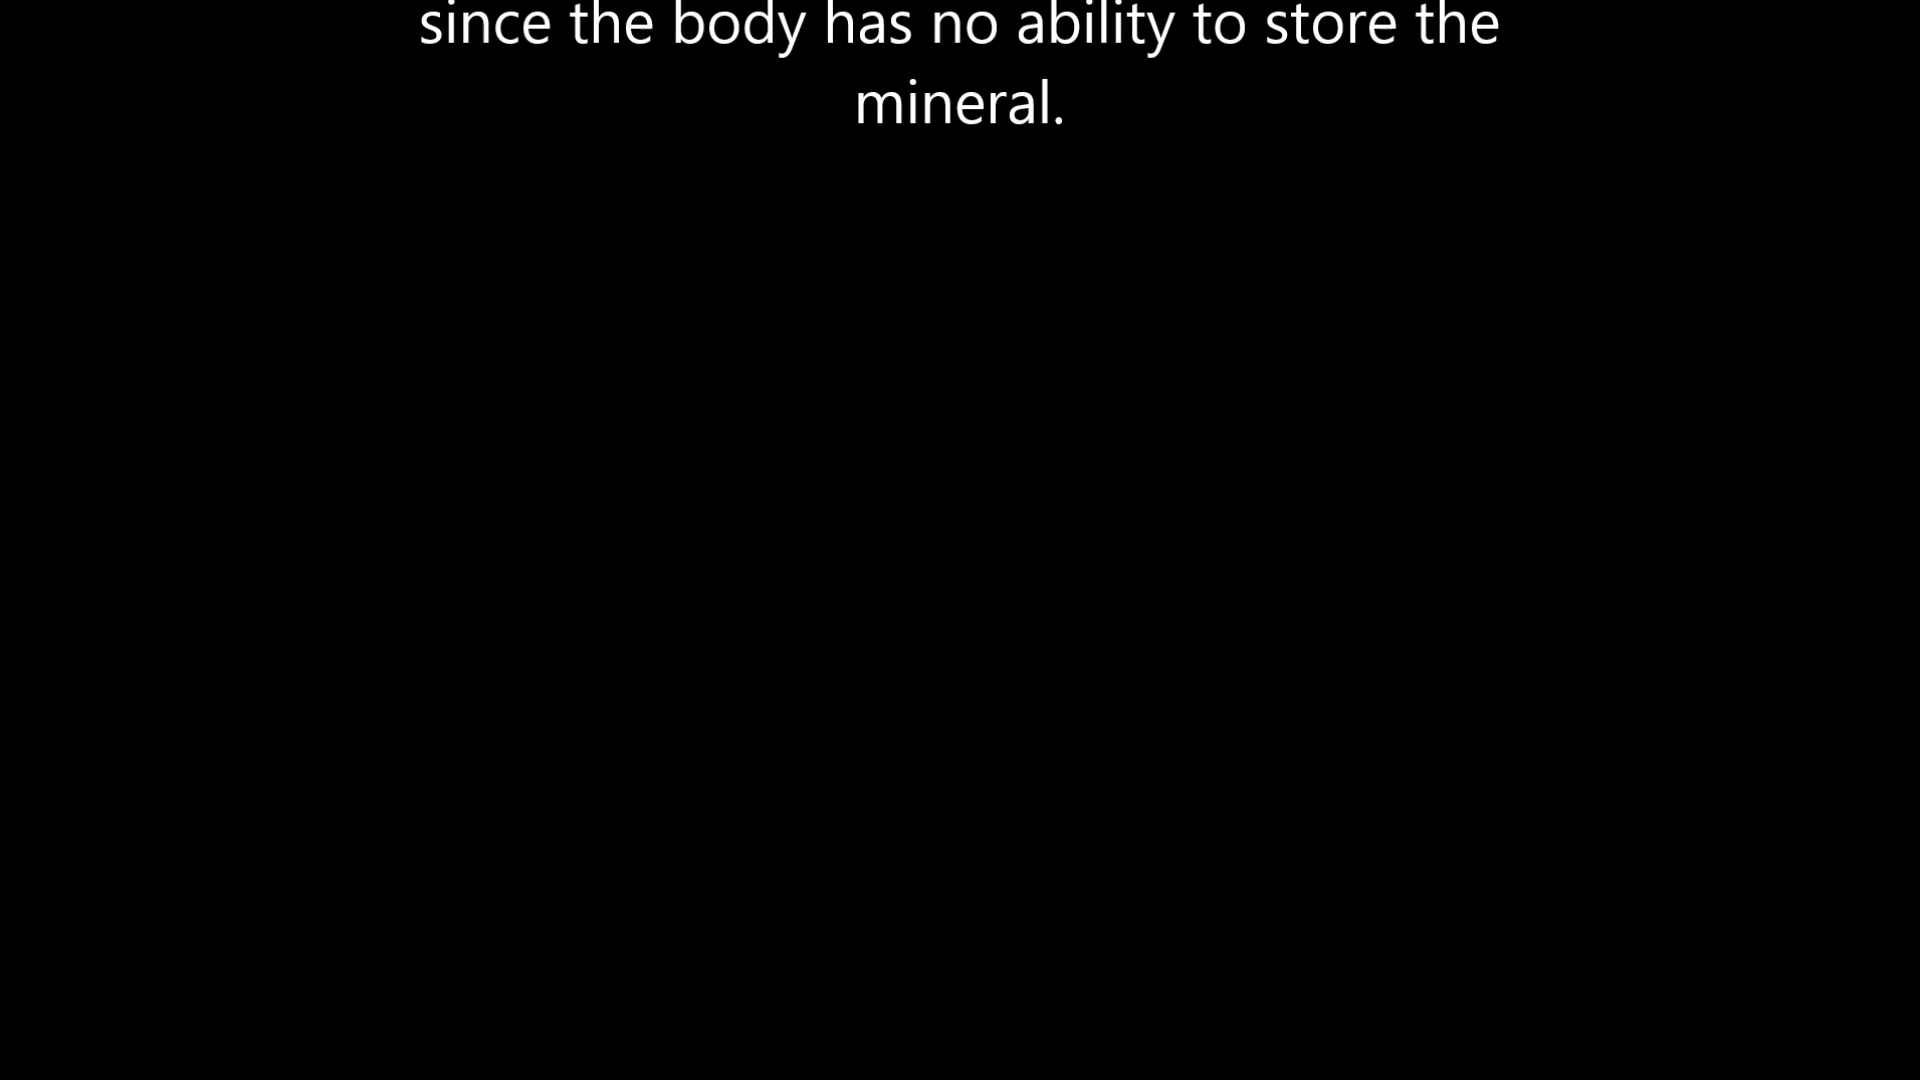 since the body has no ability to store the
mineral.